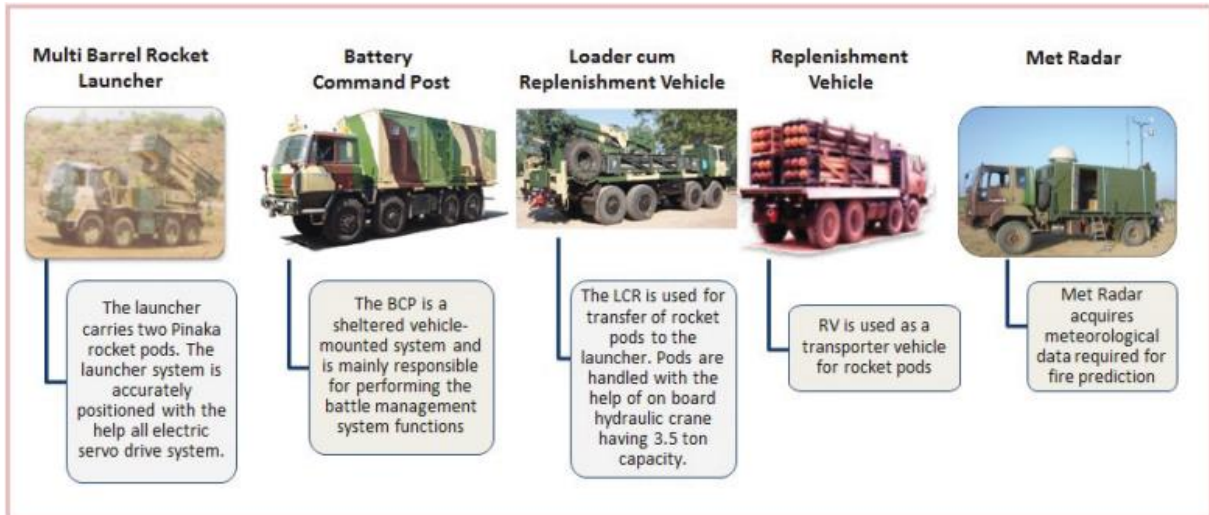 Multi Barrel Rocket
Launcher
Battery
Command Post
Loader cum
Replenishment Vehicle
Replenishment
Vehicle
Met Radar
The launcher
carries two Pinaka
rocket pods. The
launcher system is
accurately
positioned with the
help all electric
servo drive system.
The BCP is a
sheltered vehicle-
mounted system and
is mainly responsible
for performing the
battle management
system functions
The LCR is used for
transfer of rocket
pods to the
launcher. Pods are
handled with the
help of on board
hydraulic crane
having 3.5 ton
capacity.
RV is used as a
transporter vehicle
for rocket pods
Met Radar
acquires
meteorological
data required for
fire prediction